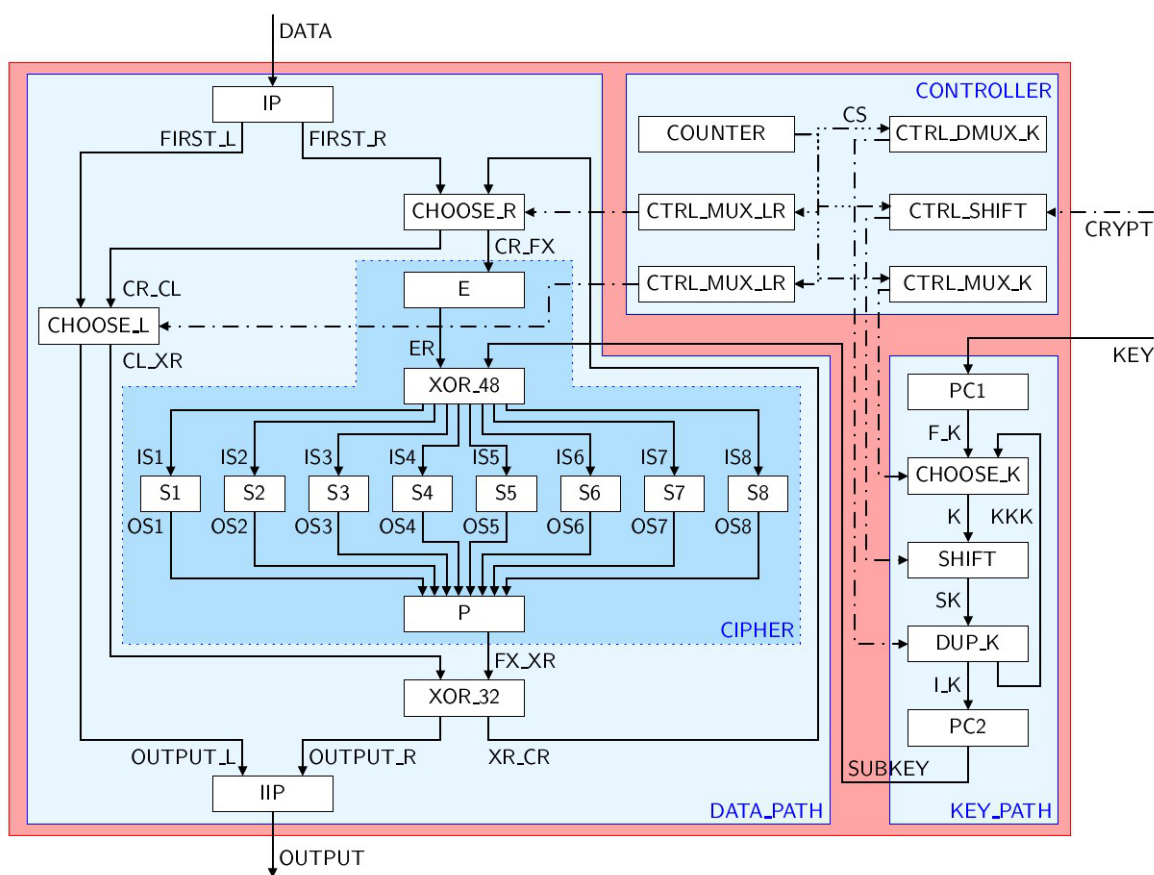 DATA
IP
CONTROLLER
FIRST_L
FIRST_R
COUNTER
CS
CTRL_DMUX_K
CHOOSE_R
CTRL_MUX_LR
CTRL_SHIFT
CRYPT
CR_FX
E
CTRL_MUX_LR
CTRL_MUX_K
CR_CL
CHOOSE_L
ER
CL_XR
KEY
XOR_48
PC1
F_K
IS1
IS2
IS3
IS4
IS5
IS6
IS7
IS8
CHOOSE_K
S1
S2
S3
S4
S5
S6
S7
S8
K
KKK
OS1
OS2
OS3
OS4
OS5
OS6
OS7
OS8
SHIFT
SK
P
CIPHER
DUP_K
FX_XR
I_K
XOR_32
PC2
OUTPUT_L
OUTPUT_R
XR_CR
SUBKEY
IIP
DATA_PATH
KEY_PATH
OUTPUT